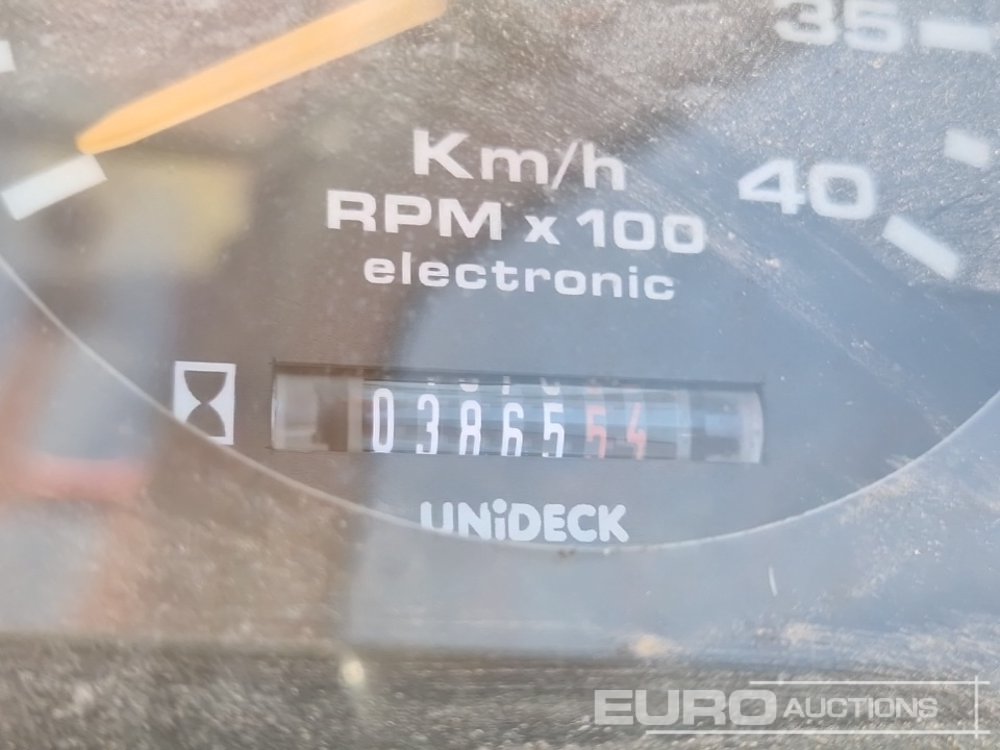 35
40
Km/h
RPM x 100
electronic
0386554
UNiDECK
EURO AUCTIONS